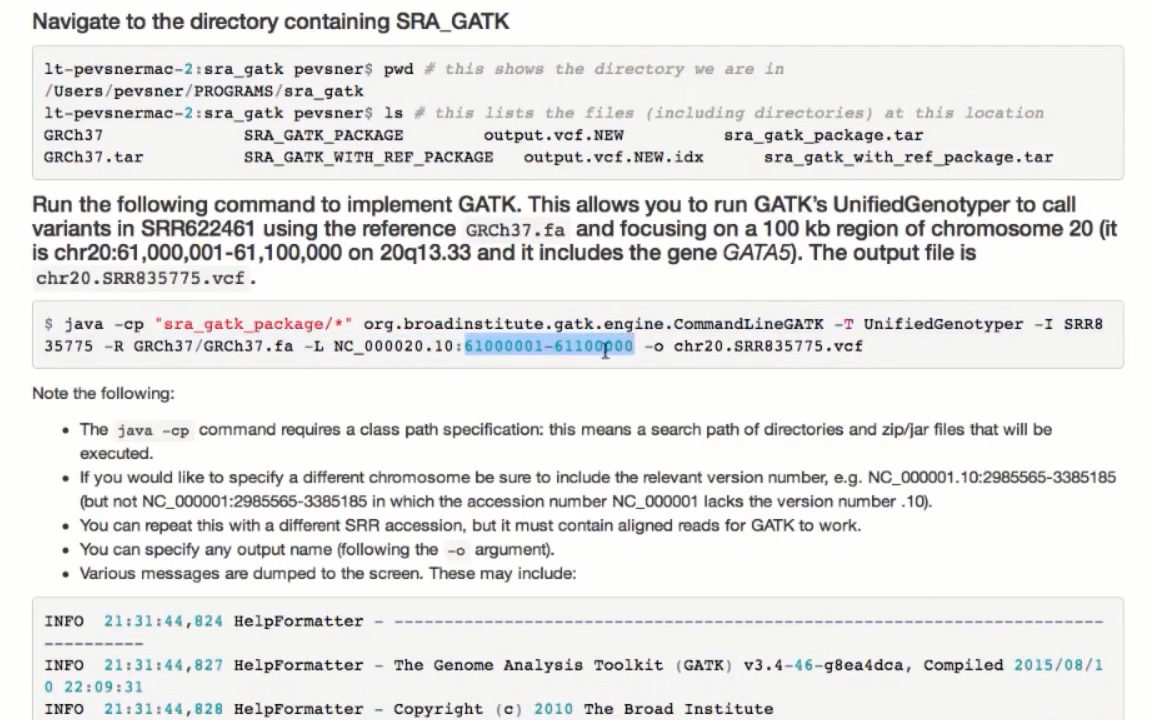 Navigate to the directory containing SRA_GATK
lt-pevsnermac-2:sra_gatk pevsner$ pwd # this shows the directory we are in
/Users/pevsner/PROGRAMS/sra_gatk
lt-pevsnermac-2:sra_gatk pevsner$ ls # this lists the files (including directories) at this location
GRCh37 SRA_GATK_PACKAGE output.vcf.NEW sra_gatk_package.tar
GRCh37.tar SRA_GATK_WITH_REF_PACKAGE output.vcf.NEW.idx sra_gatk_with_ref_package.tar
Run the following command to implement GATK. This allows you to run GATK's UnifiedGenotyper to call
variants in SRR622461 using the reference GRCh37.fa and focusing on a 100 kb region of chromosome 20 (it
is chr20:61,000,001-61,100,000 on 20q13.33 and it includes the gene GATA5). The output file is
chr20.SRR835775.vcf.
$ java -cp "sra_gatk_package/*" org.broadinstitute.gatk.engine.CommandLineGATK -T UnifiedGenotyper -I SRR8
35775 -R GRCh37/GRCh37.fa -L NC_000020.10:61000001-61100000 -o chr20.SRR835775.vcf
Note the following:
• The java -cp command requires a class path specification: this means a search path of directories and zip/jar files that will be
executed.
• If you would like to specify a different chromosome be sure to include the relevant version number, e.g. NC_000001.10:2985565-3385185
(but not NC_000001:2985565-3385185 in which the accession number NC_000001 lacks the version number .10).
• You can repeat this with a different SRR accession, but it must contain aligned reads for GATK to work.
• You can specify any output name (following the -o argument).
• Various messages are dumped to the screen. These may include:
INFO 21:31:44,824 HelpFormatter - -----------------------------------------------------------------------
----------
INFO 21:31:44,827 HelpFormatter - The Genome Analysis Toolkit (GATK) v3.4-46-g8ea4dca, Compiled 2015/08/1
0 22:09:31
INFO 21:31:44,828 HelpFormatter - Copyright (c) 2010 The Broad Institute